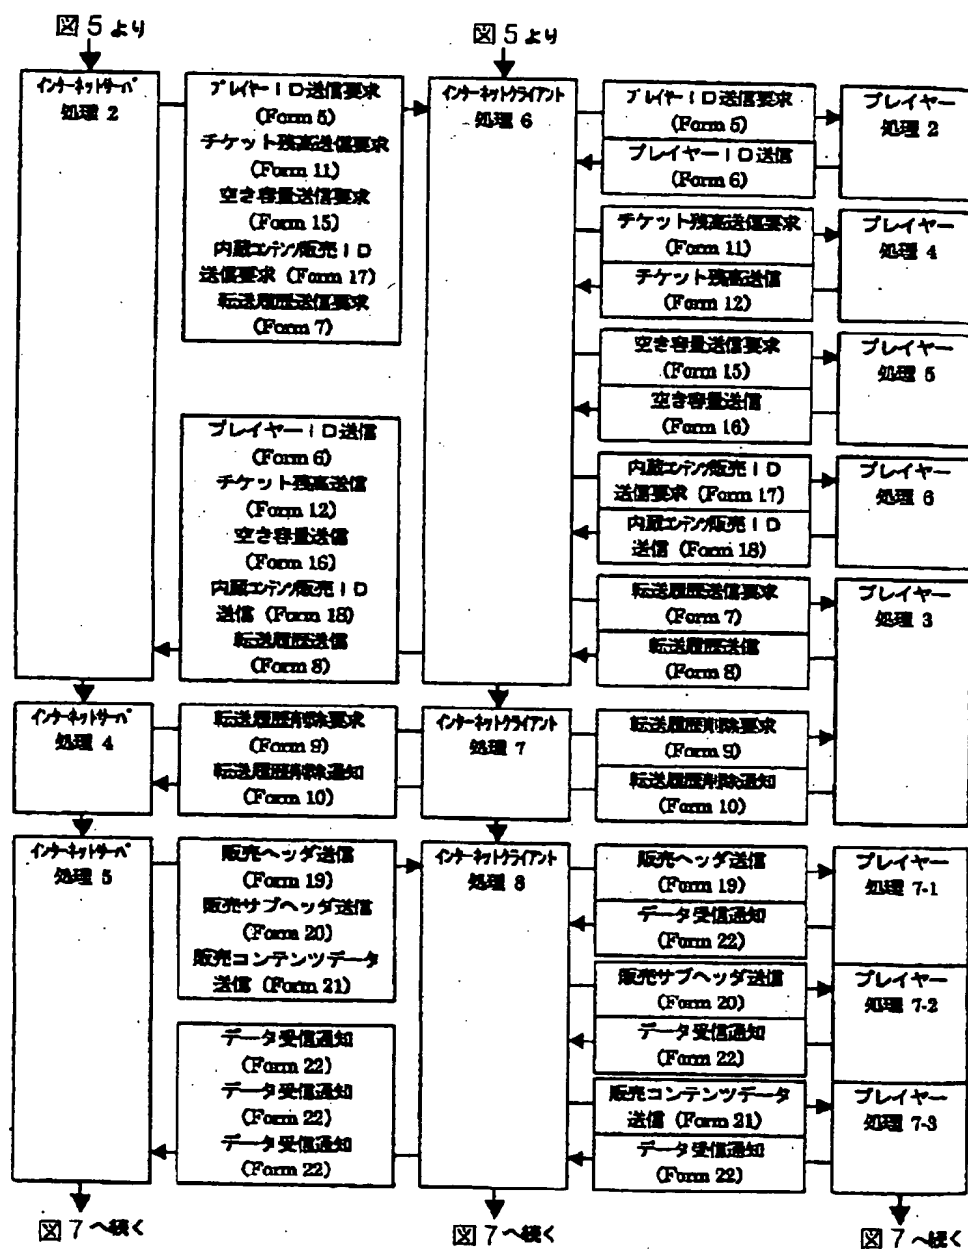 図5より
図5より
インターネットサーバ
処理 2
プレイヤーID送信要求
(Form 5)
チケット残高送信要求
(Form 11)
空き容量送信要求
(Form 15)
内蔵コンテンツ販売ID
送信要求 (Form 17)
転送履歴送信要求
(Form 7)
プレイヤーID送信
(Form 6)
チケット残高送信
(Form 12)
空き容量送信
(Form 16)
内蔵コンテンツ販売ID
送信 (Form 18)
転送履歴送信
(Form 8)
インターネットクライアント
処理 6
プレイヤーID送信要求
(Form 5)
プレイヤーID送信
(Form 6)
プレイヤー
処理 2
チケット残高送信要求
(Form 11)
チケット残高送信
(Form 12)
プレイヤー
処理 4
空き容量送信要求
(Form 15)
空き容量送信
(Form 16)
プレイヤー
処理 5
内蔵コンテンツ販売ID
送信要求 (Form 17)
内蔵コンテンツ販売ID
送信 (Form 18)
プレイヤー
処理 6
転送履歴送信要求
(Form 7)
転送履歴送信
(Form 8)
プレイヤー
処理 3
インターネットサーバ
処理 4
転送履歴削除要求
(Form 9)
転送履歴削除通知
(Form 10)
インターネットクライアント
処理 7
転送履歴削除要求
(Form 9)
転送履歴削除通知
(Form 10)
インターネットサーバ
処理 5
販売ヘッダ送信
(Form 19)
販売サブヘッダ送信
(Form 20)
販売コンテンツデータ
送信 (Form 21)
データ受信通知
(Form 22)
データ受信通知
(Form 22)
データ受信通知
(Form 22)
インターネットクライアント
処理 8
販売ヘッダ送信
(Form 19)
データ受信通知
(Form 22)
プレイヤー
処理 7-1
販売サブヘッダ送信
(Form 20)
データ受信通知
(Form 22)
プレイヤー
処理 7-2
販売コンテンツデータ
送信 (Form 21)
データ受信通知
(Form 22)
プレイヤー
処理 7-3
図7へ続く
図7へ続く
図7へ続く